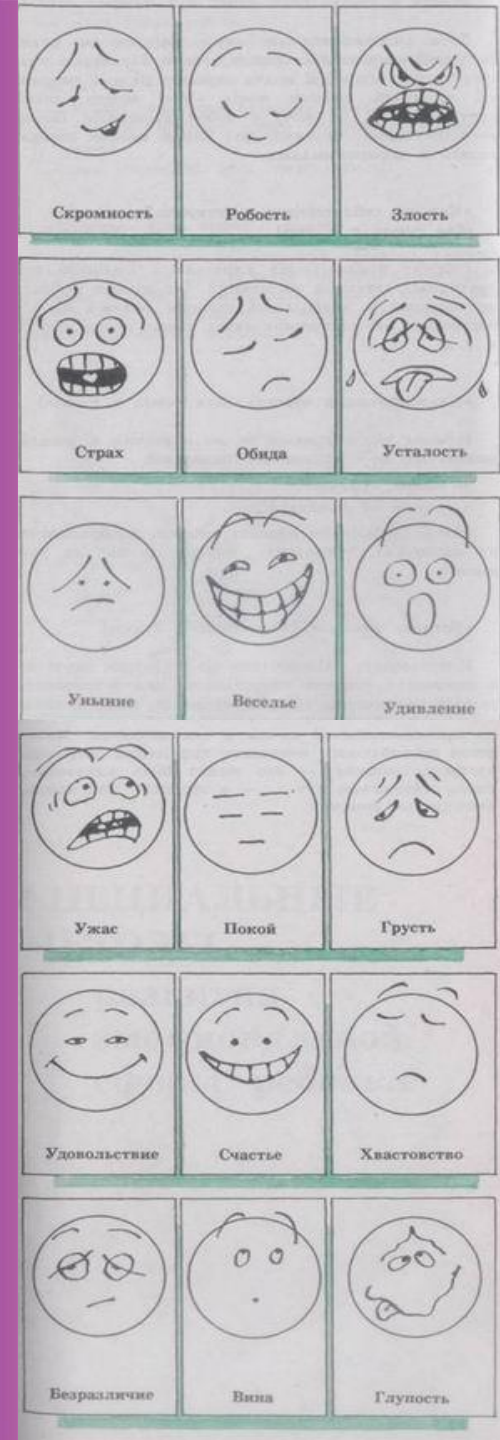 Скромность Робость Злость
Страх Обида Усталость
Уныние Веселье Удивление
Ужас Покой Грусть
Удовольствие Счастье Хвастовство
Безразличие Вина Глупость